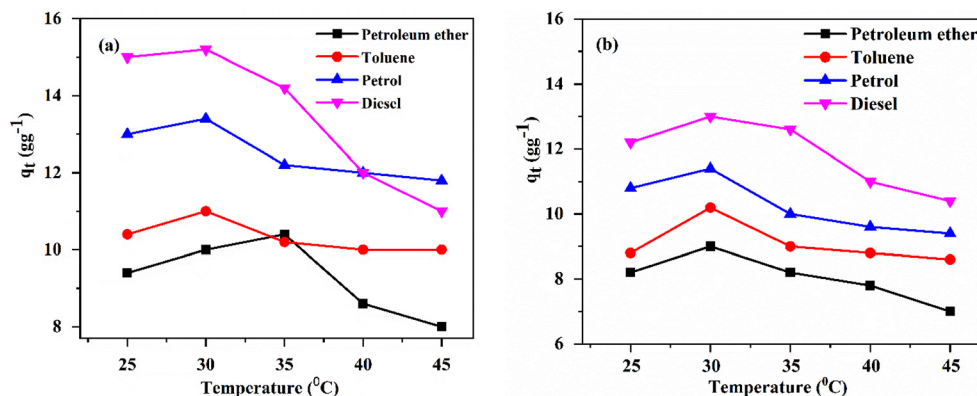 (a)
Petroleum ether
Toluene
Petrol
Diesel
16
14
12
10
8
qt (gg-1)
25 30 35 40 45
Temperature (⁰C)
(b)
Petroleum ether
Toluene
Petrol
Diesel
16
14
12
10
8
6
qt (gg-1)
25 30 35 40 45
Temperature (⁰C)